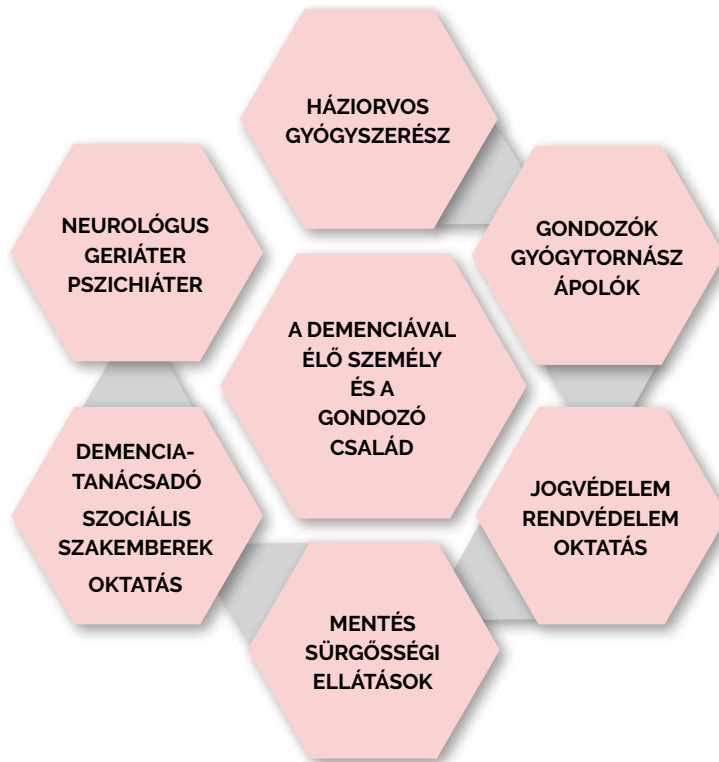 HÁZIORVOS
GYÓGYSZERÉSZ
NEUROLÓGUS
GERIÁTER
PSZICHIÁTER
GONDOZÓK
GYÓGYTORNÁSZ
ÁPOLÓK
A DEMENCIÁVAL
ÉLŐ SZEMÉLY
ÉS A
GONDOZÓ
CSALÁD
DEMENCIA-
TANÁCSADÓ
SZOCIÁLIS
SZAKEMBEREK
OKTATÁS
JOGVÉDELEM
RENDVÉDELEM
OKTATÁS
MENTÉS
SÜRGŐSSÉGI
ELLÁTÁSOK